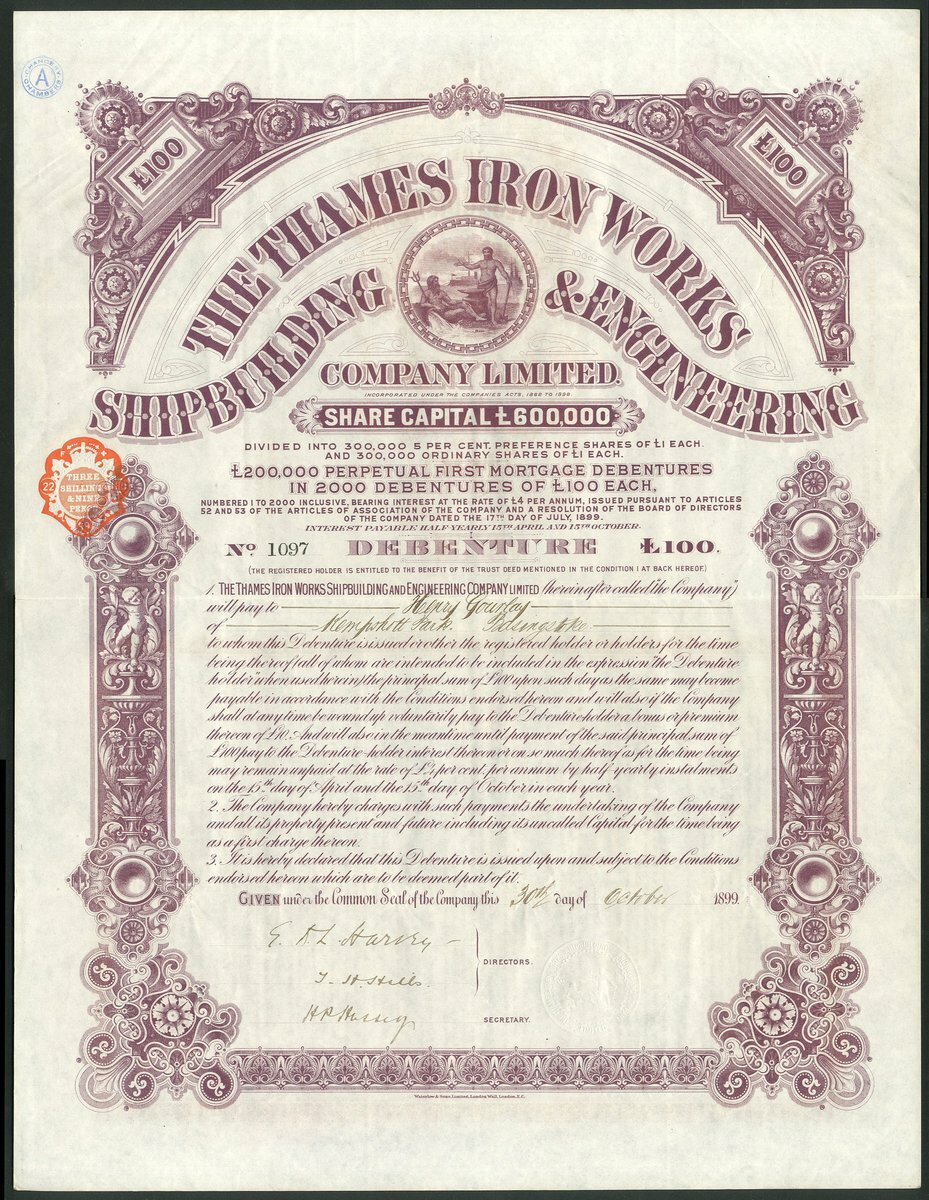 CHANCERY CHAMBERS
A
£100
£100
THE THAMES IRON WORKS
SHIPBUILDING & ENGINEERING
COMPANY LIMITED.
INCORPORATED UNDER THE COMPANIES ACTS, 1862 TO 1898.
SHARE CAPITAL £600,000
DIVIDED INTO 300,000 5 PER CENT. PREFERENCE SHARES OF £1 EACH.
AND 300,000 ORDINARY SHARES OF £1 EACH.
£200,000 PERPETUAL FIRST MORTGAGE DEBENTURES
IN 2000 DEBENTURES OF £100 EACH,
NUMBERED 1 TO 2000 INCLUSIVE, BEARING INTEREST AT THE RATE OF £4 PER ANNUM, ISSUED PURSUANT TO ARTICLES
52 AND 53 OF THE ARTICLES OF ASSOCIATION OF THE COMPANY AND A RESOLUTION OF THE BOARD OF DIRECTORS
OF THE COMPANY DATED THE 17TH DAY OF JULY, 1899.
INTEREST PAYABLE HALF-YEARLY 15TH APRIL AND 15TH OCTOBER.
THREE
SHILLINGS
& NINE
PENCE
22
99
No 1097 DEBENTURE £100.
(THE REGISTERED HOLDER IS ENTITLED TO THE BENEFIT OF THE TRUST DEED MENTIONED IN THE CONDITION 1 AT BACK HEREOF.)
1. THE THAMES IRON WORKS SHIPBUILDING AND ENGINEERING COMPANY LIMITED (hereinafter called "the Company")
will pay to Henry Gourlay
of Kempshott Park Basingstoke
to whom this Debenture is issued or other the registered holder or holders for the time
being thereof (all of whom are intended to be included in the expression "the Debenture
holder" when used herein) the principal sum of £100 upon such day as the same may become
payable in accordance with the Conditions endorsed hereon and will also if the Company
shall at any time be wound up voluntarily pay to the Debenture-holder a bonus or premium
thereon of £10. And will also in the meantime until payment of the said principal sum of
£100 pay to the Debenture-holder interest thereon or on so much thereof as for the time being
may remain unpaid at the rate of £4 per cent. per annum by half-yearly instalments
on the 15th day of April and the 15th day of October in each year.
2. The Company hereby charges with such payments the undertaking of the Company
and all its property present and future including its uncalled Capital for the time being
as a first charge thereon.
3. It is hereby declared that this Debenture is issued upon and subject to the Conditions
endorsed hereon which are to be deemed part of it.
GIVEN under the Common Seal of the Company this 30th day of October 1899.
DIRECTORS.
SECRETARY.
Waterlow & Sons Limited, London Wall, London, E.C.